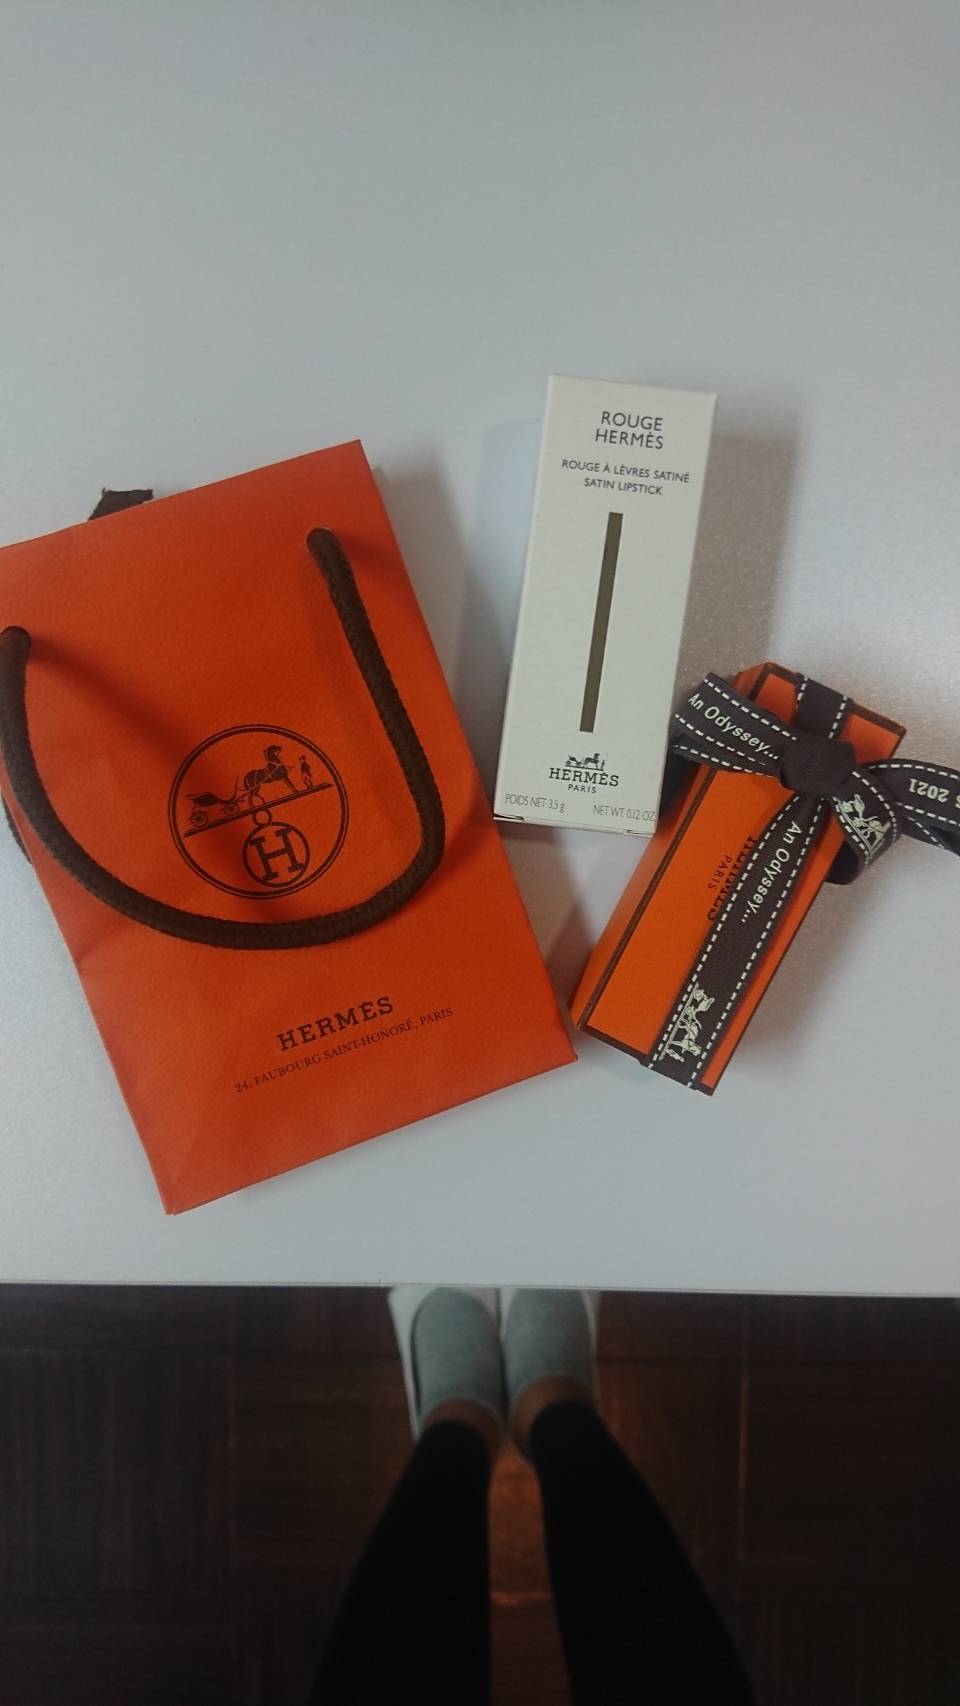 H
HERMÈS
24, FAUBOURG SAINT-HONORÉ, PARIS
ROUGE
HERMÈS
ROUGE À LÈVRES SATINÉ
SATIN LIPSTICK
HERMÈS
PARIS
POIDS NET 3.5 g NET WT. 0.12 OZ
An Odyssey...
2021
An Odyssey...
PARIS